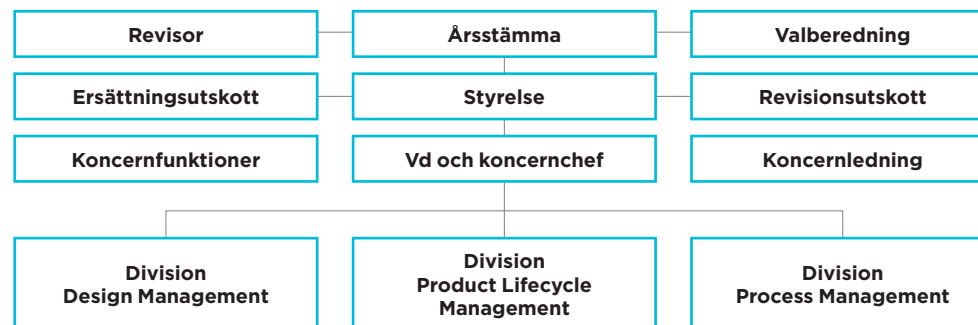 Revisor
Årsstämma
Valberedning
Ersättningsutskott
Styrelse
Revisionsutskott
Koncernfunktioner
Vd och koncernchef
Koncernledning
Division
Design Management
Division
Product Lifecycle
Management
Division
Process Management